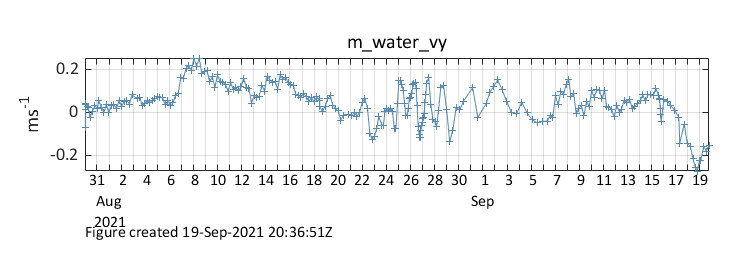 m_water_vy
0.2
0
-0.2
ms-1
31 2 4 6 8 10 12 14 16 18 20 22 24 26 28 30 1 3 5 7 9 11 13 15 17 19
Aug Sep
2021
Figure created 19-Sep-2021 20:36:51Z